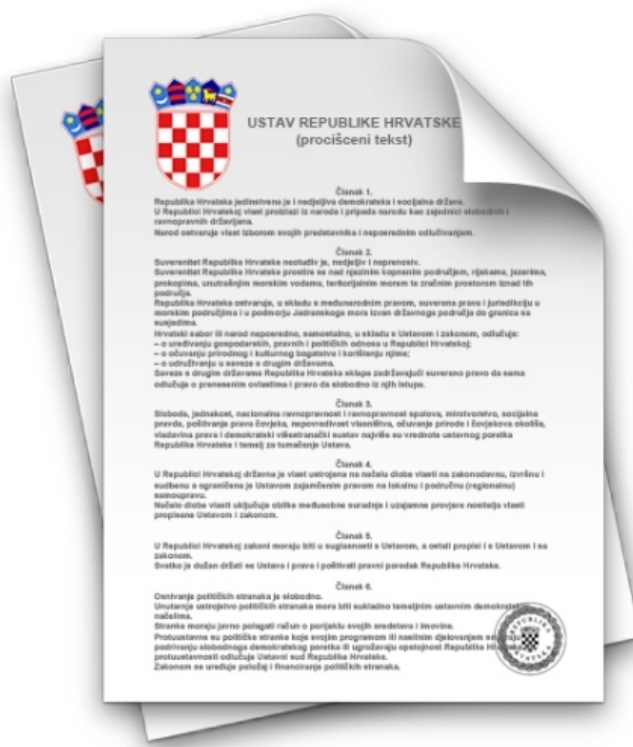 USTAV REPUBLIKE HRVATSKE
(procišceni tekst)
Članak 1.
Republika Hrvatska jedinstvena je i nedjeljiva demokratska i socijalna država.
U Republici Hrvatskoj vlast proizlazi iz naroda i pripada narodu kao zajednici slobodnih i
ravnopravnih državljana.
Narod ostvaruje vlast izborom svojih predstavnika i neposrednim odlučivanjem.
Članak 2.
Suverenitet Republike Hrvatske neotuđiv je, nedjeljiv i neprenosiv.
Suverenitet Republike Hrvatske prostire se nad njezinim kopnenim područjem, rijekama, jezerima,
prokopima, unutrašnjim morskim vodama, teritorijalnim morem te zračnim prostorom iznad tih
područja.
Republika Hrvatska ostvaruje, u skladu s međunarodnim pravom, suverena prava i jurisdikciju u
morskim područjima i u podmorju Jadranskoga mora izvan državnoga područja do granica sa
susjedima.
Hrvatski sabor ili narod neposredno, samostalno, u skladu s Ustavom i zakonom, odlučuje:
– o uređivanju gospodarskih, pravnih i političkih odnosa u Republici Hrvatskoj;
– o očuvanju prirodnog i kulturnog bogatstva i korištenju njime;
– o udruživanju u saveze s drugim državama.
Saveze s drugim državama Republika Hrvatska sklapa zadržavajući suvereno pravo da sama
odlučuje o prenesenim ovlastima i pravo da slobodno iz njih istupa.
Članak 3.
Sloboda, jednakost, nacionalna ravnopravnost i ravnopravnost spolova, mirotvorstvo, socijalna
pravda, poštivanje prava čovjeka, nepovredivost vlasništva, očuvanje prirode i čovjekova okoliša,
vladavina prava i demokratski višestranački sustav najviše su vrednote ustavnog poretka
Republike Hrvatske i temelj za tumačenje Ustava.
Članak 4.
U Republici Hrvatskoj državna je vlast ustrojena na načelu diobe vlasti na zakonodavnu, izvršnu i
sudbenu a ograničena je Ustavom zajamčenim pravom na lokalnu i područnu (regionalnu)
samoupravu.
Načelo diobe vlasti uključuje oblike međusobne suradnje i uzajamne provjere nositelja vlasti
propisane Ustavom i zakonom.
Članak 5.
U Republici Hrvatskoj zakoni moraju biti u suglasnosti s Ustavom, a ostali propisi i s Ustavom i sa
zakonom.
Svatko je dužan držati se Ustava i prava i poštivati pravni poredak Republike Hrvatske.
Članak 6.
Osnivanje političkih stranaka je slobodno.
Unutarnje ustrojstvo političkih stranaka mora biti sukladno temeljnim ustavnim
načelima.
Stranke moraju javno polagati račun o porijeklu svojih sredstava i imovine.
Protuustavne su političke stranke koje svojim programom ili nasilnim djelovanjem
podrivanju slobodnoga demokratskog poretka ili ugrožavaju opstojnost Republike
protuustavnosti odlučuje Ustavni sud Republike Hrvatske.
Zakonom se uređuje položaj i financiranje političkih stranaka.
REPUBLIKA
HRVATSKA